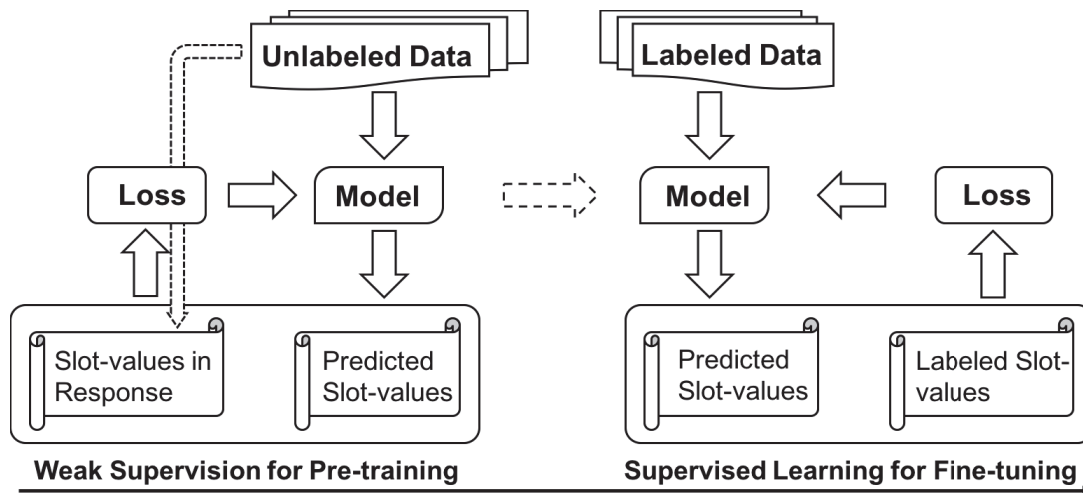 Unlabeled Data
Labeled Data
Loss
Model
Model
Loss
Slot-values in
Response
Predicted
Slot-values
Predicted
Slot-values
Labeled Slot-
values
Weak Supervision for Pre-training
Supervised Learning for Fine-tuning